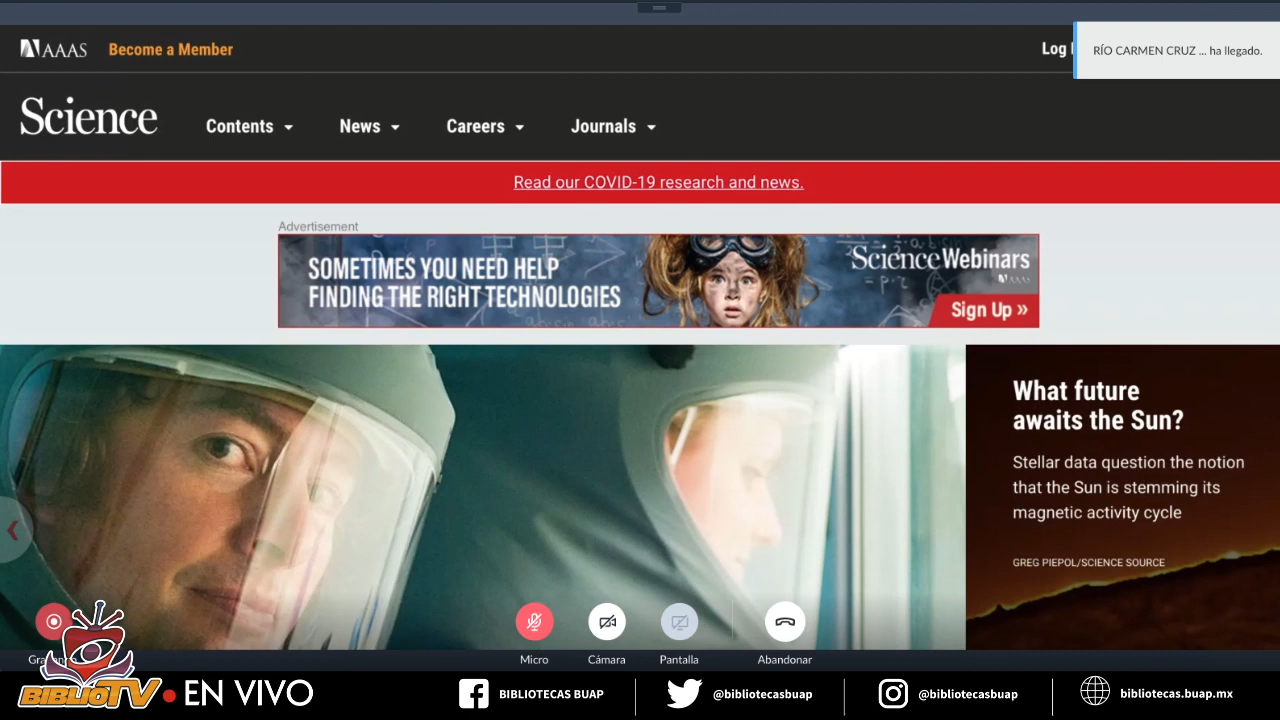 AAAS
Become a Member
Log
RÍO CARMEN CRUZ ... ha llegado.
Science
Contents
News
Careers
Journals
Read our COVID-19 research and news.
Advertisement
SOMETIMES YOU NEED HELP
FINDING THE RIGHT TECHNOLOGIES
Science Webinars
AAAS
Sign Up »
What future
awaits the Sun?
Stellar data question the notion
that the Sun is stemming its
magnetic activity cycle
GREG PIEPOL/SCIENCE SOURCE
Micro
Cámara
Pantalla
Abandonar
BIBLIOTV
EN VIVO
BIBLIOTECAS BUAP
@bibliotecasbuap
@bibliotecasbuap
bibliotecas.buap.mx